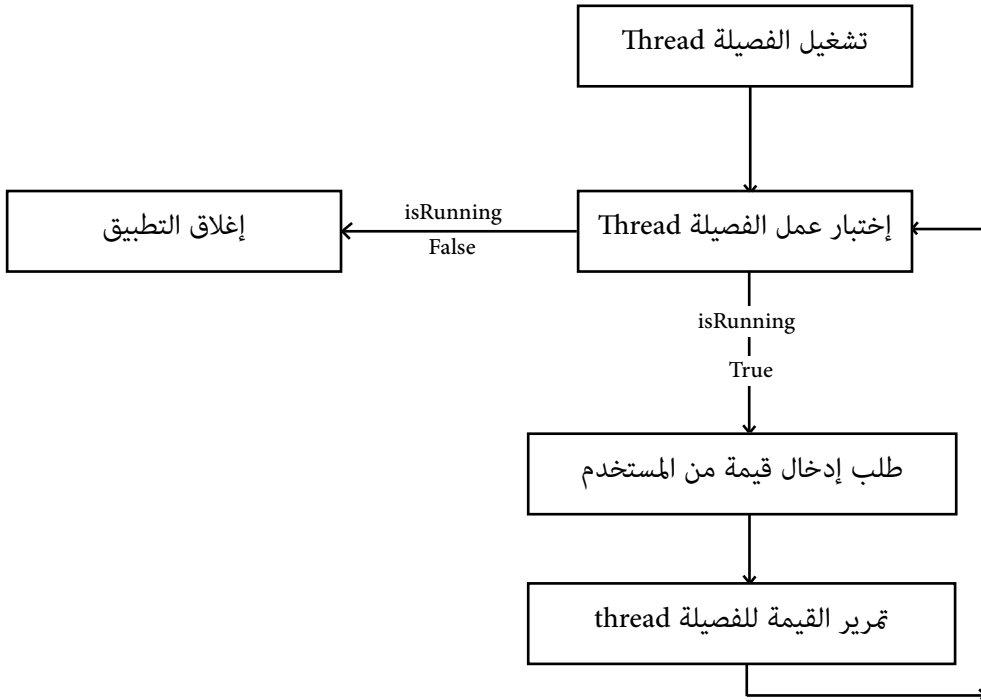 تشغيل الفصيلة Thread
إختبار عمل الفصيلة Thread
isRunning
False
إغلاق التطبيق
isRunning
True
طلب إدخال قيمة من المستخدم
تمرير القيمة للفصيلة thread